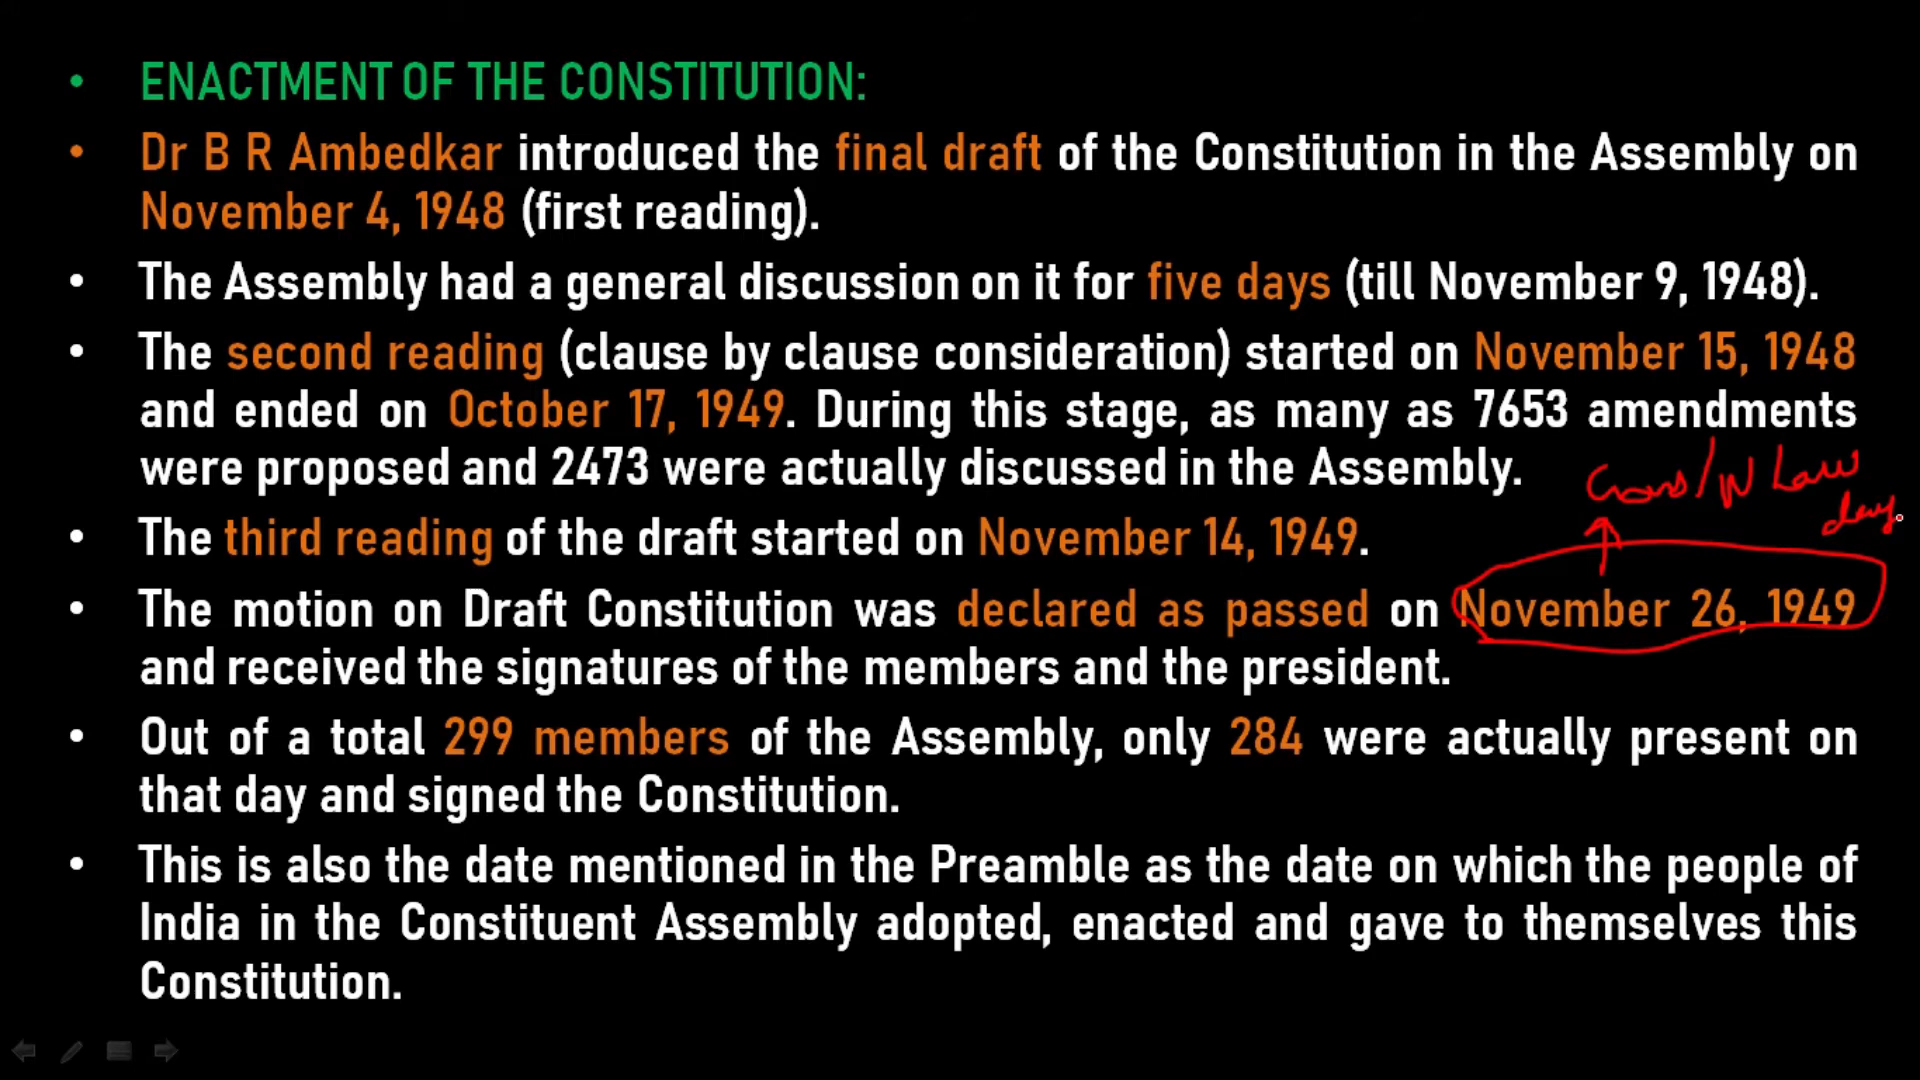 • ENACTMENT OF THE CONSTITUTION:
• Dr B R Ambedkar introduced the final draft of the Constitution in the Assembly on
November 4, 1948 (first reading).
• The Assembly had a general discussion on it for five days (till November 9, 1948).
• The second reading (clause by clause consideration) started on November 15, 1948
and ended on October 17, 1949. During this stage, as many as 7653 amendments
were proposed and 2473 were actually discussed in the Assembly.
Law
day
• The third reading of the draft started on November 14, 1949.
• The motion on Draft Constitution was declared as passed on November 26, 1949
and received the signatures of the members and the president.
• Out of a total 299 members of the Assembly, only 284 were actually present on
that day and signed the Constitution.
• This is also the date mentioned in the Preamble as the date on which the people of
India in the Constituent Assembly adopted, enacted and gave to themselves this
Constitution.